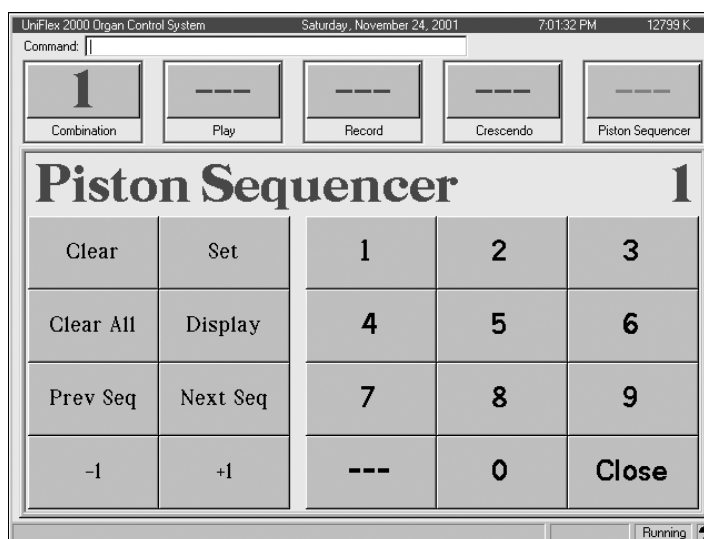 UniFlex 2000 Organ Control System Saturday, November 24, 2001 7:01:32 PM 12799 K
Command:
1 --- --- --- ---
Combination Play Record Crescendo Piston Sequencer
Piston Sequencer 1
Clear Set 1 2 3
Clear All Display 4 5 6
Prev Seq Next Seq 7 8 9
-1 +1 --- 0 Close
Running